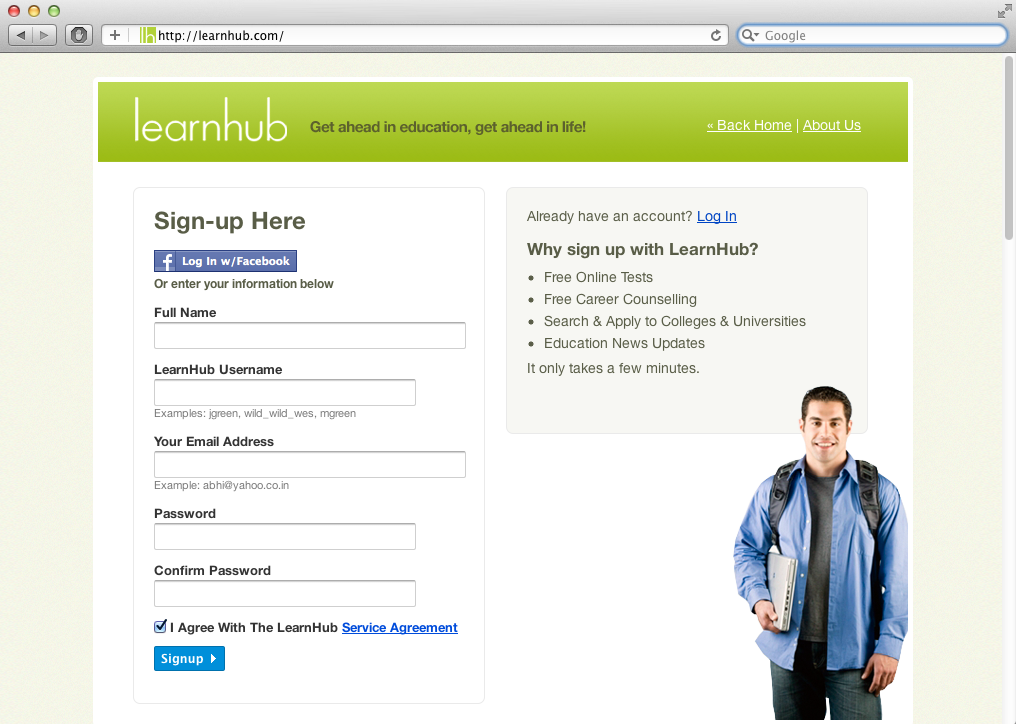 http://learnhub.com/
Google
learnhub
Get ahead in education, get ahead in life!
« Back Home | About Us
Sign-up Here
f Log In w/Facebook
Or enter your information below
Full Name
LearnHub Username
Examples: jgreen, wild_wild_wes, mgreen
Your Email Address
Example: abhi@yahoo.co.in
Password
Confirm Password
I Agree With The LearnHub Service Agreement
Signup
Already have an account? Log In
Why sign up with LearnHub?
• Free Online Tests
• Free Career Counselling
• Search & Apply to Colleges & Universities
• Education News Updates
It only takes a few minutes.